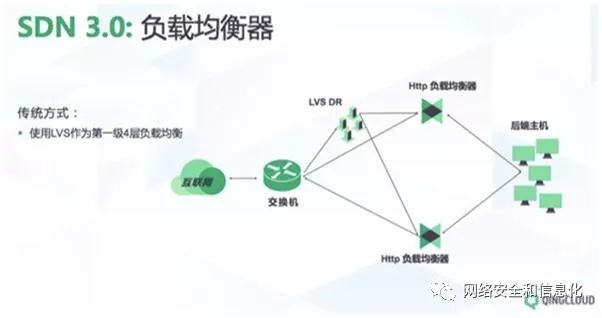 SDN 3.0: 负载均衡器
传统方式：
• 使用LVS作为第一级4层负载均衡
LVS DR
Http 负载均衡器
后端主机
互联网
交换机
Http 负载均衡器
网络安全和信息化
QINGCLOUD